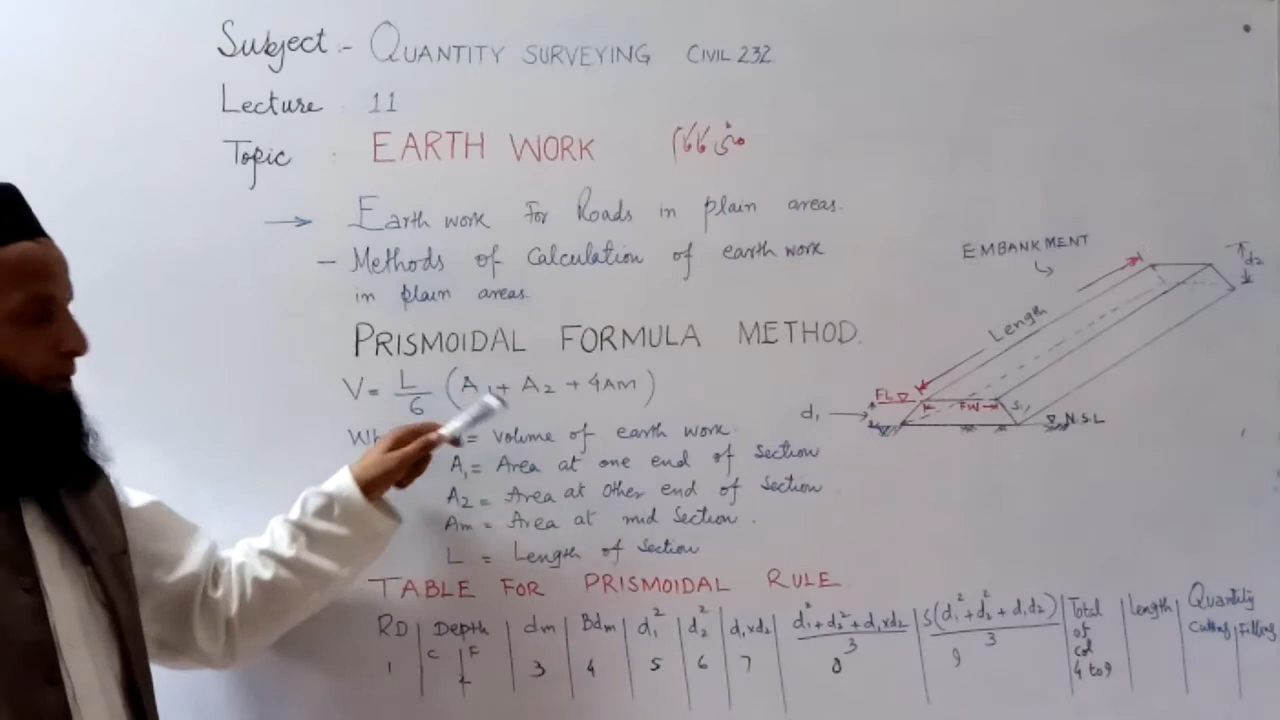 Subject :- QUANTITY SURVEYING CIVIL 232
Lecture : 11
Topic : EARTH WORK
→ Earth work For Roads in plain areas.
- Methods of Calculation of earth work
in plain areas.
EMBANKMENT
d2
Length
PRISMOIDAL FORMULA METHOD.
V = L/6 (A1 + A2 + 4AM)
FL
FW
S:1
d1
N.S.L
= Volume of earth work.
A1 = Area at one end of Section
A2 = Area at other end of Section
Am = Area at mid Section.
L = Length of Section
TABLE FOR PRISMOIDAL RULE
RD | Depth | dm | Bdm | d1² | d2² | d1xd2 | d1²+d2²+d1xd2/3 | S(d1²+d2²+d1d2)/3 | Total of col 4 to 9 | Length | Quantity
C | F | Cutting | Filling
1 | 2 | 3 | 4 | 5 | 6 | 7 | 8 | 9